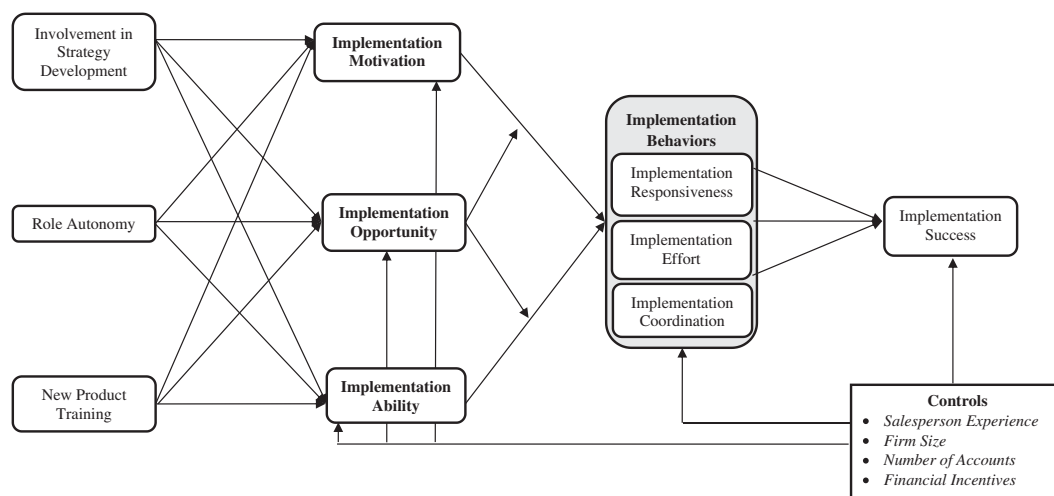 Involvement in
Strategy
Development
Implementation
Motivation
Implementation
Behaviors
Implementation
Responsiveness
Role Autonomy
Implementation
Opportunity
Implementation
Success
Implementation
Effort
Implementation
Coordination
New Product
Training
Implementation
Ability
Controls
• Salesperson Experience
• Firm Size
• Number of Accounts
• Financial Incentives